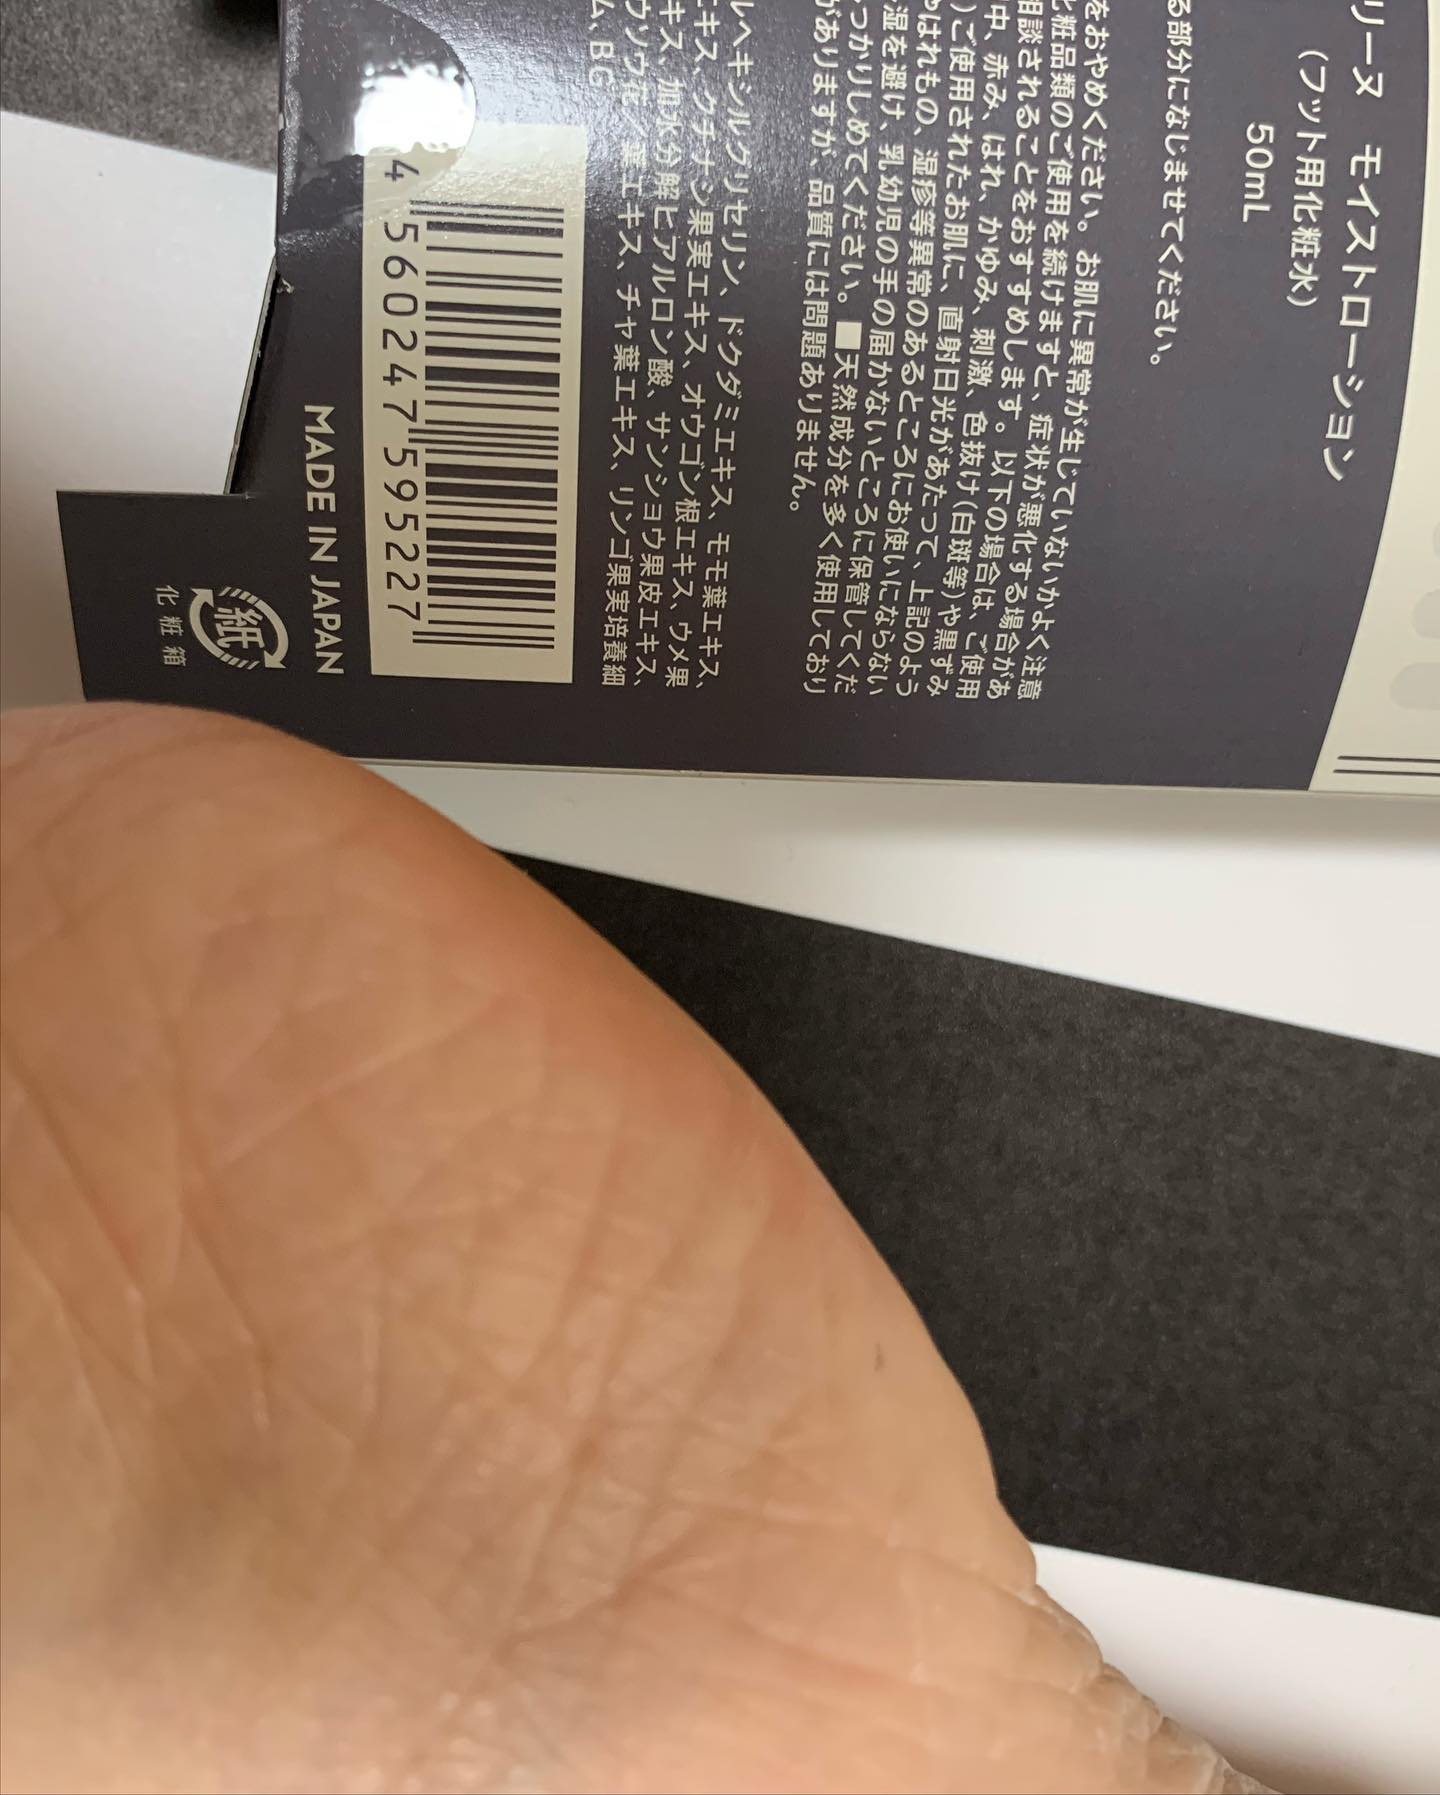 リーヌ モイストローション
(フット用化粧水)
50mL
る部分になじませてください。
をおやめください。お肌に異常が生じていないかよく注意
化粧品類のご使用を続けますと、症状が悪化する場合があ
相談されることをおすすめします。以下の場合は、ご使用
中、赤み、はれ、かゆみ、刺激、色抜け(白斑等)や黒ずみ
)ご使用されたお肌に、直射日光があたって、上記のよう
やはれもの、湿疹等異常のあるところにお使いにならない
湿を避け、乳幼児の手の届かないところに保管してくだ
っかりしめてください。■天然成分を多く使用しており
がありますが、品質には問題ありません。
ルヘキシルグリセリン、ドクダミエキス、モモ葉エキス、
エキス、クチナシ果実エキス、オウゴン根エキス、ウメ果
キス、加水分解ヒアルロン酸、サンショウ果皮エキス、
ウソウ花/葉エキス、チャ葉エキス、リンゴ果実培養細
ム、BG
4 560247 595227
MADE IN JAPAN
紙
化粧箱